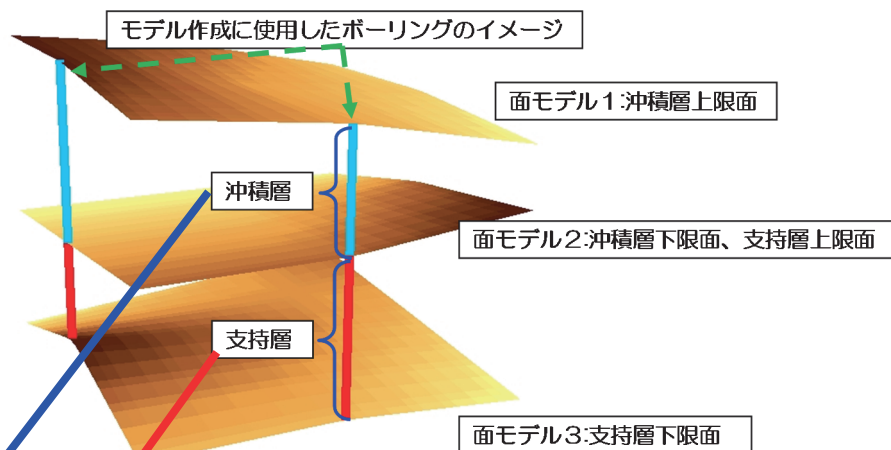 モデル作成に使用したボーリングのイメージ
面モデル１:沖積層上限面
沖積層
面モデル２:沖積層下限面、支持層上限面
支持層
面モデル３:支持層下限面